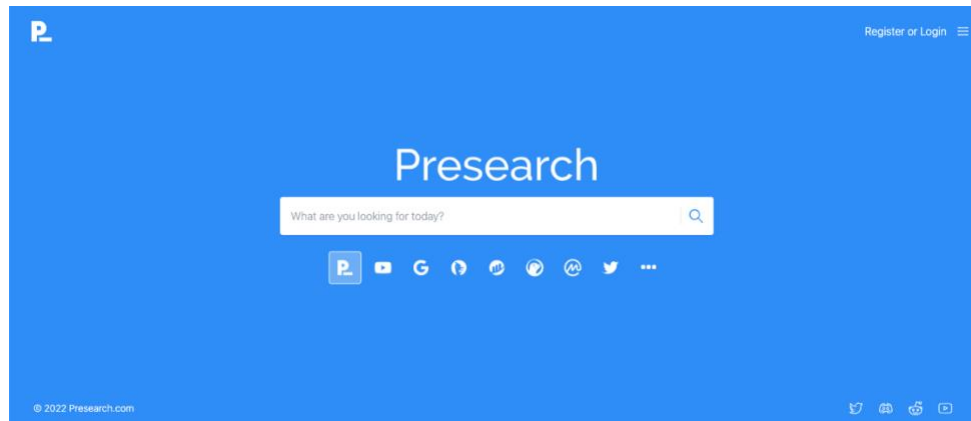 Register or Login
Presearch
What are you looking for today?
© 2022 Presearch.com